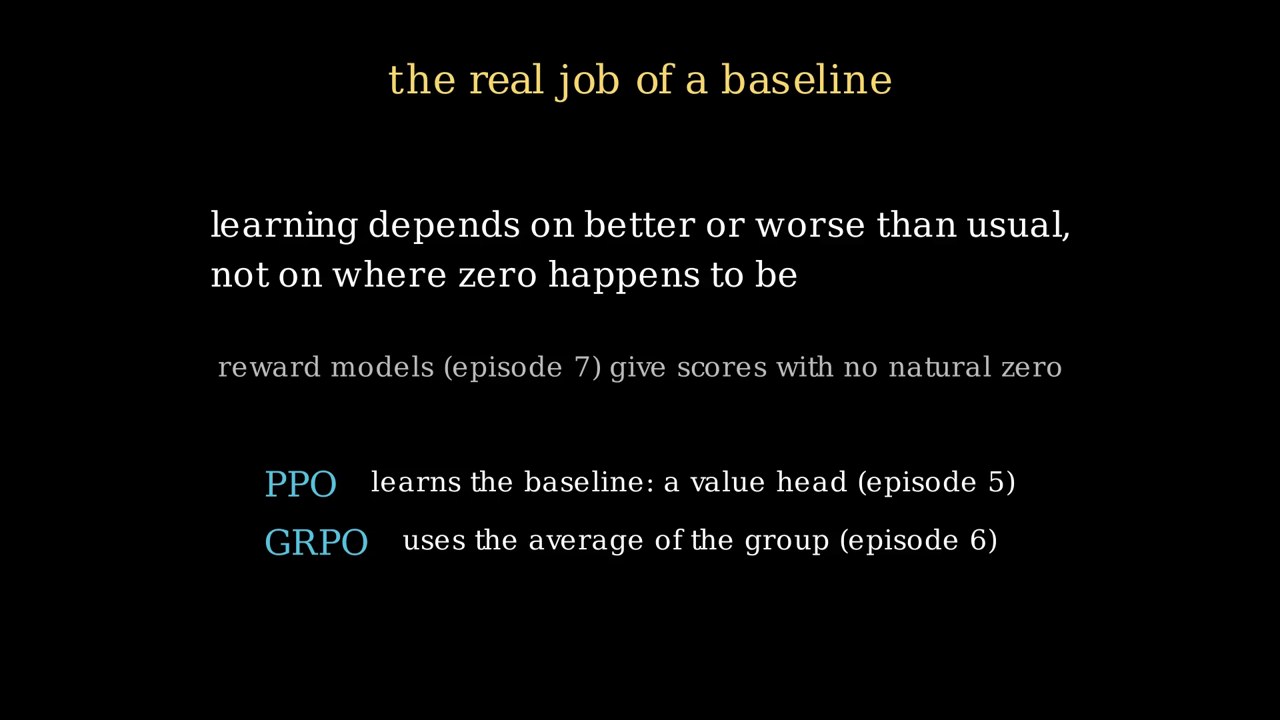 the real job of a baseline
learning depends on better or worse than usual,
not on where zero happens to be
reward models (episode 7) give scores with no natural zero
PPO learns the baseline: a value head (episode 5)
GRPO uses the average of the group (episode 6)